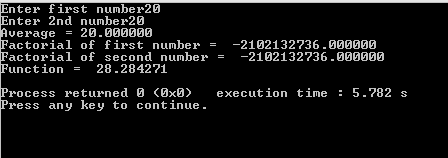 Enter first number20
Enter 2nd number20
Average = 20.000000
Factorial of first number =  -2102132736.000000
Factorial of second number =  -2102132736.000000
Function =  28.284271
Process returned 0 (0x0)   execution time : 5.782 s
Press any key to continue.